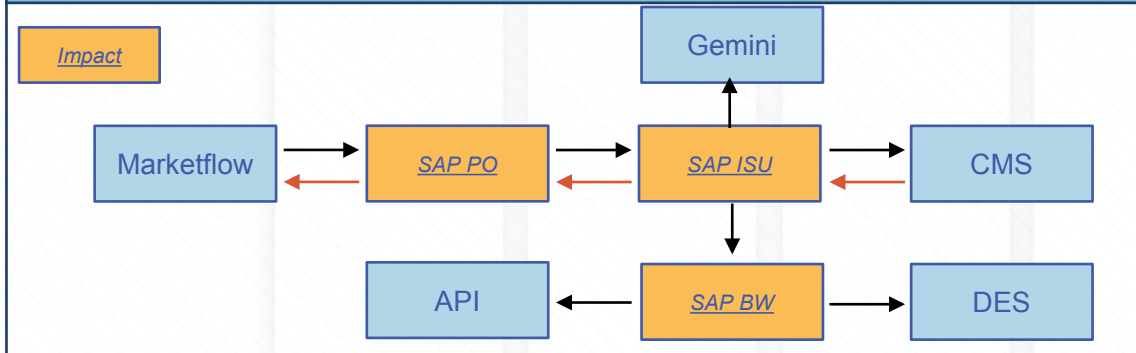 Impact
Gemini
Marketflow
SAP PO
SAP ISU
CMS
API
SAP BW
DES